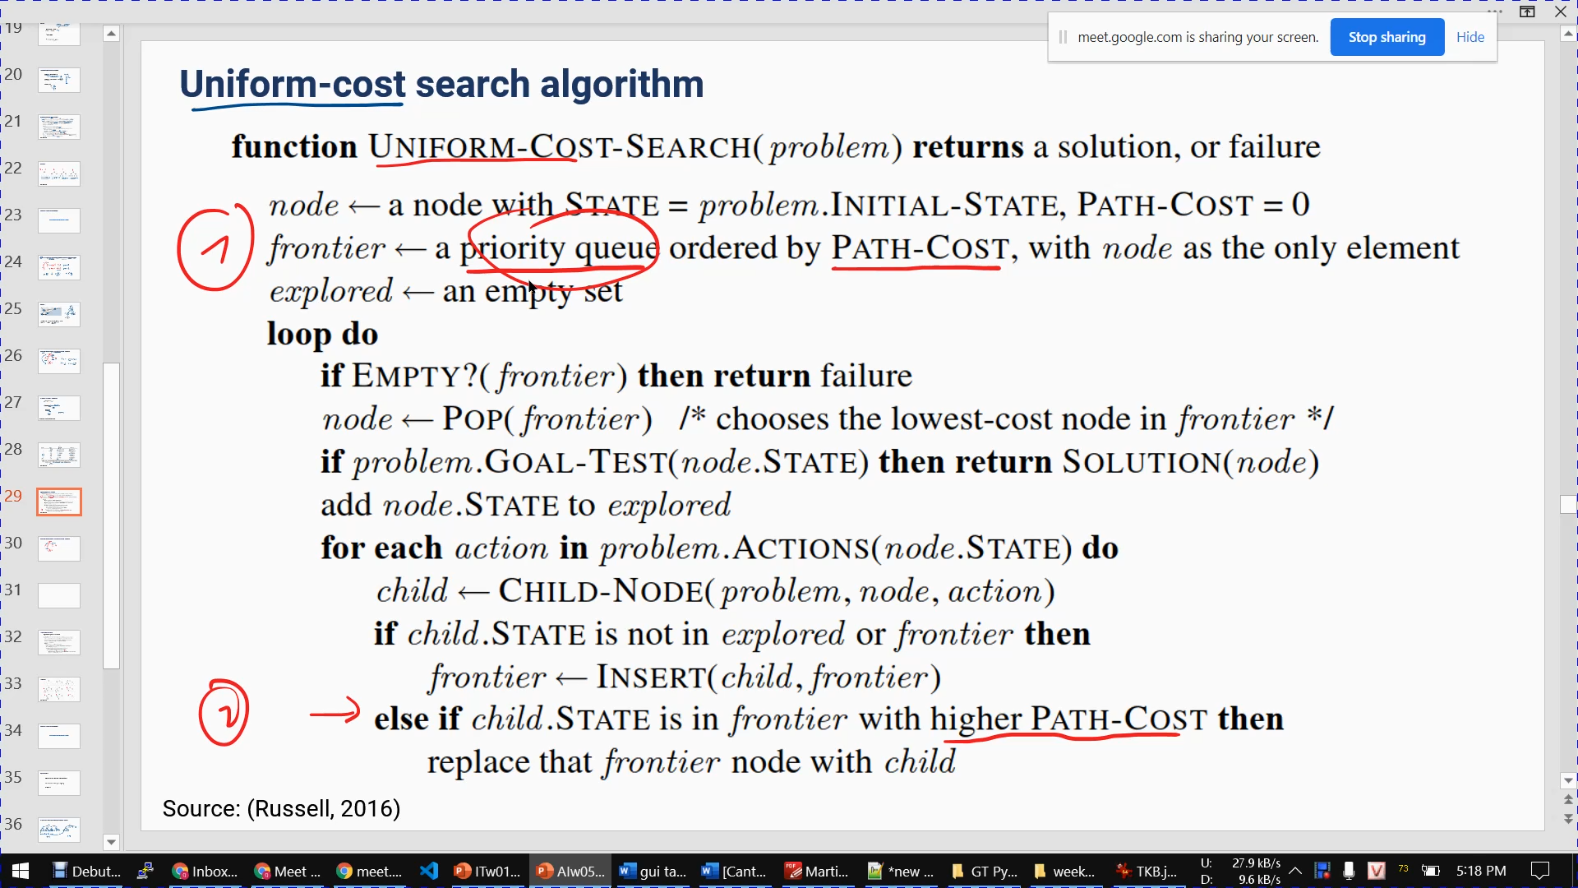 meet.google.com is sharing your screen. Stop sharing Hide
19
20
21
22
23
24
25
26
27
28
29
30
31
32
33
34
35
36
Uniform-cost search algorithm
function UNIFORM-COST-SEARCH(problem) returns a solution, or failure
node ← a node with STATE = problem.INITIAL-STATE, PATH-COST = 0
1
frontier ← a priority queue ordered by PATH-COST, with node as the only element
explored ← an empty set
loop do
if EMPTY?(frontier) then return failure
node ← POP(frontier) /* chooses the lowest-cost node in frontier */
if problem.GOAL-TEST(node.STATE) then return SOLUTION(node)
add node.STATE to explored
for each action in problem.ACTIONS(node.STATE) do
child ← CHILD-NODE(problem, node, action)
if child.STATE is not in explored or frontier then
frontier ← INSERT(child, frontier)
2 → else if child.STATE is in frontier with higher PATH-COST then
replace that frontier node with child
Source: (Russell, 2016)
Debut... Inbox... Meet ... meet.... ITw01... AIw05... gui ta... [Cant... Marti... *new ... GT Py... week... TKB.j... U: 27.9 kB/s 73 5:18 PM
D: 9.6 kB/s